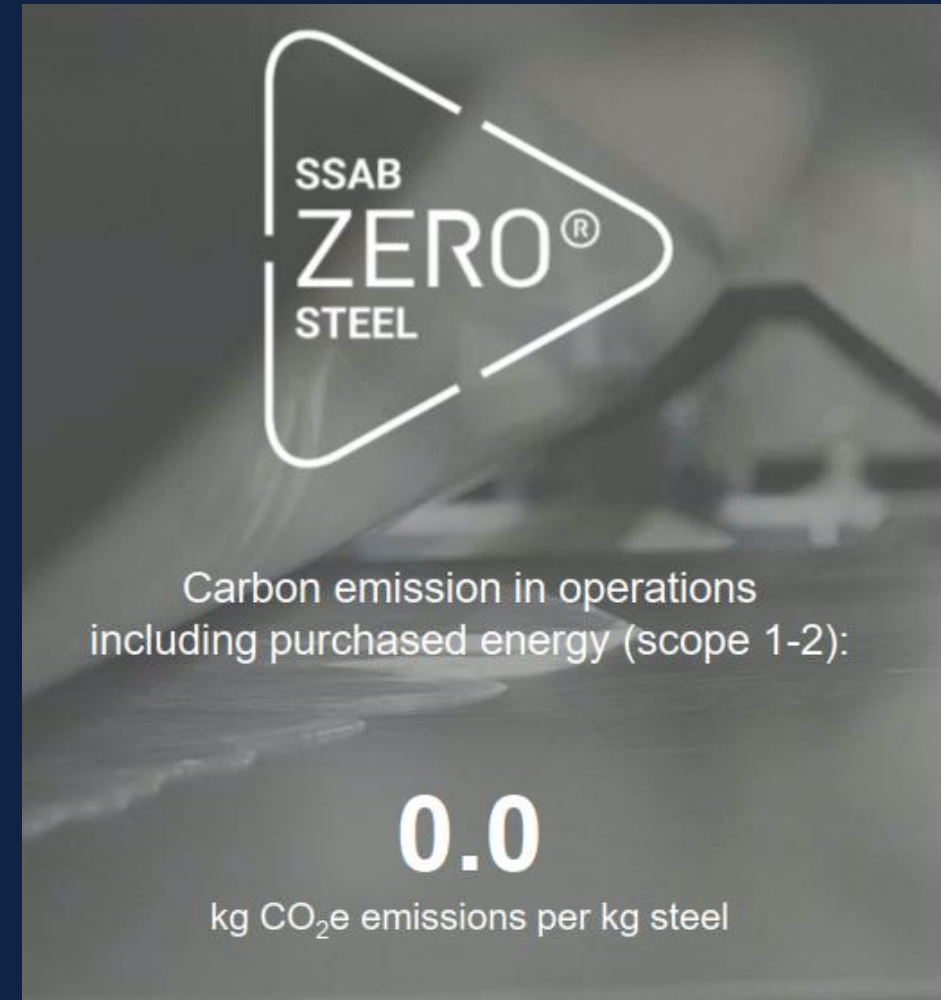 SSAB
ZERO®
STEEL
Carbon emission in operations
including purchased energy (scope 1-2):
0.0
kg CO₂e emissions per kg steel